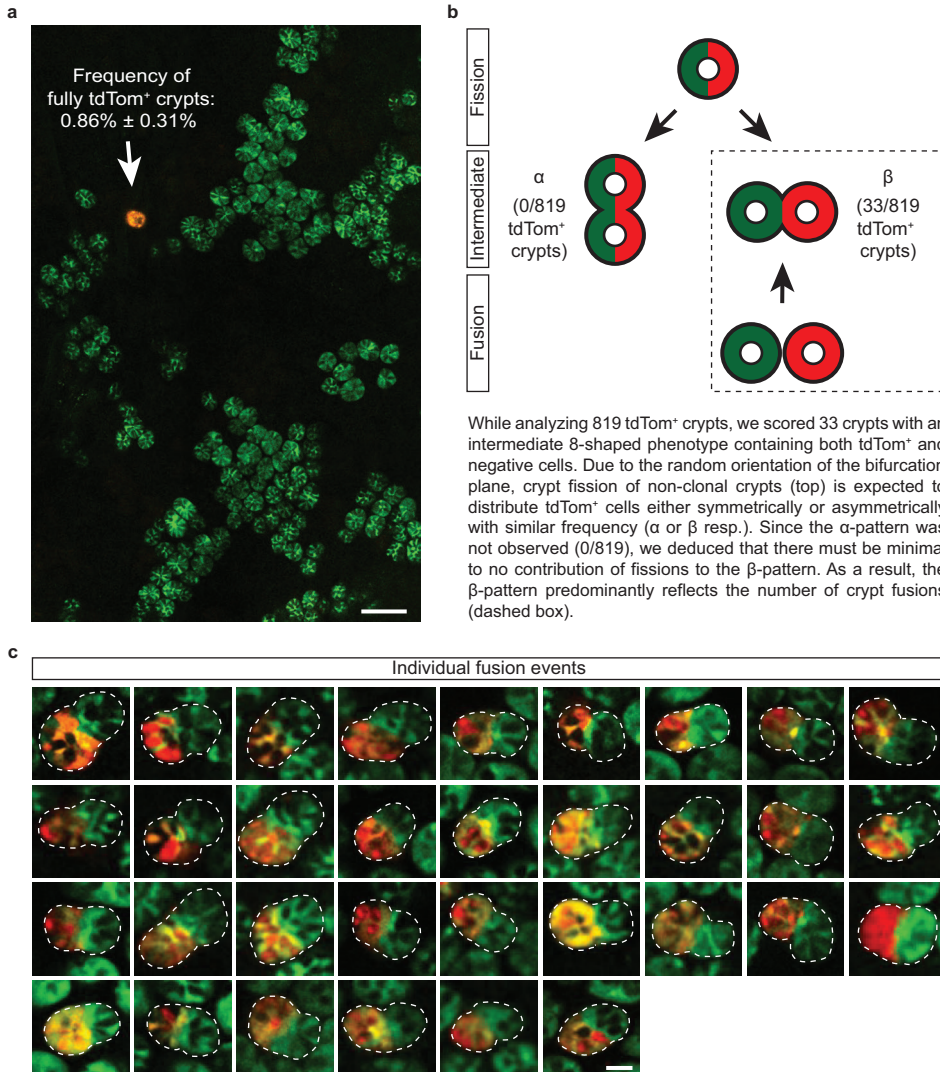 a
Frequency of
fully tdTom⁺ crypts:
0.86% ± 0.31%
b
Fission
Intermediate
Fusion
α
(0/819
tdTom⁺
crypts)
β
(33/819
tdTom⁺
crypts)
While analyzing 819 tdTom⁺ crypts, we scored 33 crypts with an
intermediate 8-shaped phenotype containing both tdTom⁺ and
negative cells. Due to the random orientation of the bifurcation
plane, crypt fission of non-clonal crypts (top) is expected to
distribute tdTom⁺ cells either symmetrically or asymmetrically
with similar frequency (α or β resp.). Since the α-pattern was
not observed (0/819), we deduced that there must be minimal
to no contribution of fissions to the β-pattern. As a result, the
β-pattern predominantly reflects the number of crypt fusions
(dashed box).
c
Individual fusion events